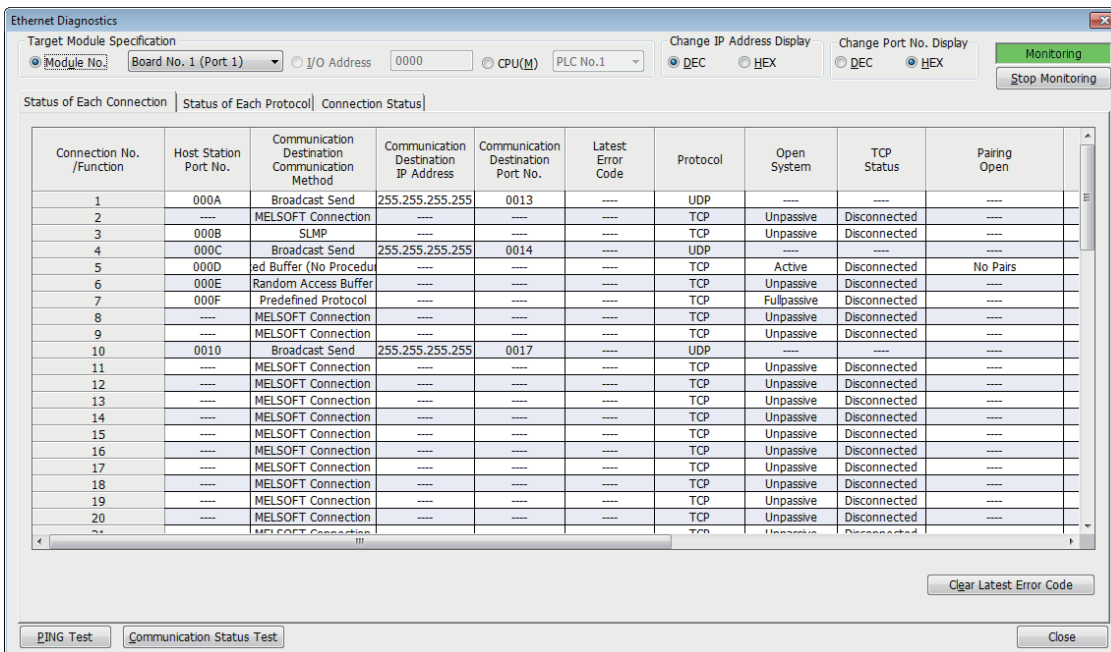 Ethernet Diagnostics
Target Module Specification
Module No. Board No. 1 (Port 1) I/O Address 0000 CPU(M) PLC No.1
Change IP Address Display
DEC HEX
Change Port No. Display
DEC HEX
Monitoring
Stop Monitoring
Status of Each Connection Status of Each Protocol Connection Status
Connection No. /Function Host Station Port No. Communication Destination Communication Method Communication Destination IP Address Communication Destination Port No. Latest Error Code Protocol Open System TCP Status Pairing Open
1 000A Broadcast Send 255.255.255.255 0013 ---- UDP ---- ---- ----
2 ---- MELSOFT Connection ---- ---- ---- TCP Unpassive Disconnected ----
3 000B SLMP ---- ---- ---- TCP Unpassive Disconnected ----
4 000C Broadcast Send 255.255.255.255 0014 ---- UDP ---- ---- ----
5 000D ed Buffer (No Procedu ---- ---- ---- TCP Active Disconnected No Pairs
6 000E Random Access Buffer ---- ---- ---- TCP Unpassive Disconnected ----
7 000F Predefined Protocol ---- ---- ---- TCP Fullpassive Disconnected ----
8 ---- MELSOFT Connection ---- ---- ---- TCP Unpassive Disconnected ----
9 ---- MELSOFT Connection ---- ---- ---- TCP Unpassive Disconnected ----
10 0010 Broadcast Send 255.255.255.255 0017 ---- UDP ---- ---- ----
11 ---- MELSOFT Connection ---- ---- ---- TCP Unpassive Disconnected ----
12 ---- MELSOFT Connection ---- ---- ---- TCP Unpassive Disconnected ----
13 ---- MELSOFT Connection ---- ---- ---- TCP Unpassive Disconnected ----
14 ---- MELSOFT Connection ---- ---- ---- TCP Unpassive Disconnected ----
15 ---- MELSOFT Connection ---- ---- ---- TCP Unpassive Disconnected ----
16 ---- MELSOFT Connection ---- ---- ---- TCP Unpassive Disconnected ----
17 ---- MELSOFT Connection ---- ---- ---- TCP Unpassive Disconnected ----
18 ---- MELSOFT Connection ---- ---- ---- TCP Unpassive Disconnected ----
19 ---- MELSOFT Connection ---- ---- ---- TCP Unpassive Disconnected ----
20 ---- MELSOFT Connection ---- ---- ---- TCP Unpassive Disconnected ----
Clear Latest Error Code
PING Test Communication Status Test Close